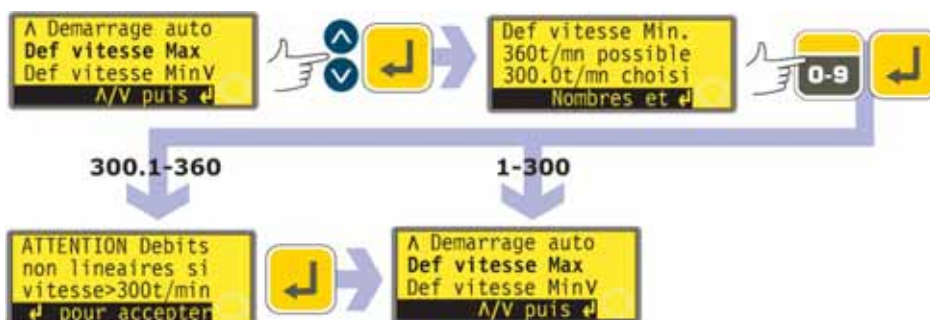 Λ Demarrage auto
Def vitesse Max
Def vitesse MinV
Λ/V puis ↲
Def vitesse Min.
360t/mn possible
300.0t/mn choisi
Nombres et ↲
0-9
300.1-360
1-300
ATTENTION Debits
non lineaires si
vitesse>300t/min
↲ pour accepter
Λ Demarrage auto
Def vitesse Max
Def vitesse MinV
Λ/V puis ↲